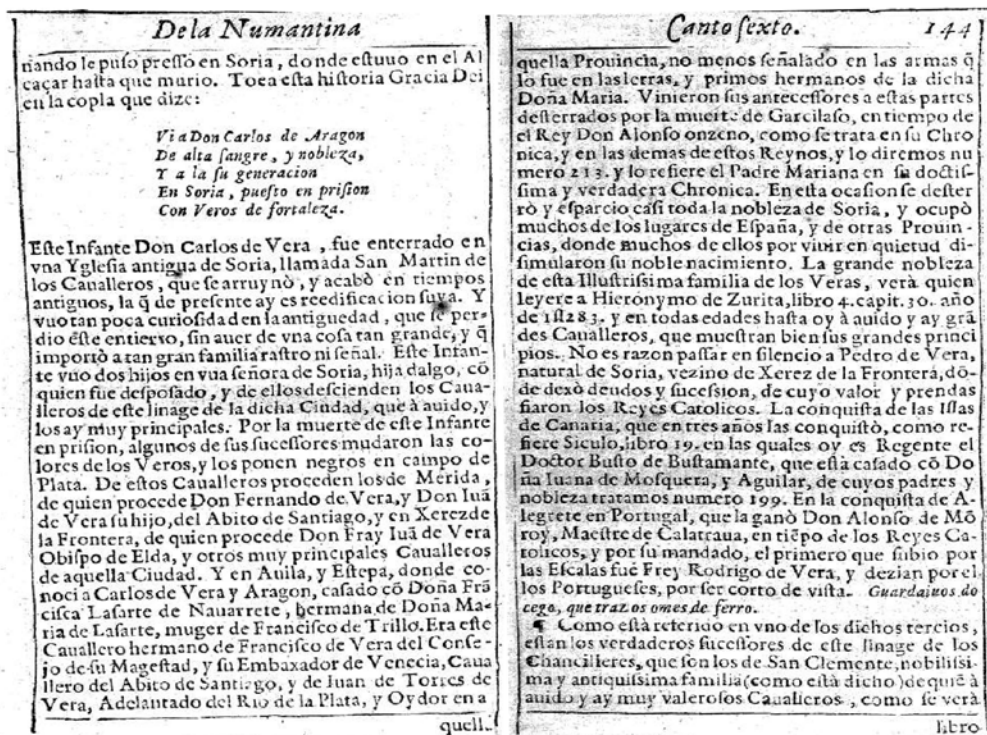 De la Numantina
nando le puso presso en Soria, donde estuuo en el Al
caçar hasta que murio. Toea esta historia Gracia Dei
en la copla que dize:
Vi a Don Carlos de Aragon
De alta sangre, y nobleza,
Y a la su generacion
En Soria, puesto en prision
Con Veros de fortaleza.
Este Infante Don Carlos de Vera, fue enterrado en
vna Yglesia antigua de Soria, llamada San Martin de
los Caualleros, que se arruynò, y acabò en tiempos
antiguos, la q̃ de presente ay es reedificacion suya. Y
vuo tan poca curiosidad en la antiguedad, que se per-
dio este entierro, sin auer de vna cosa tan grande, y q̃
importò a tan gran familia rastro ni señal. Este Infan-
te vuo dos hijos en vna señora de Soria, hija dalgo, cõ
quien fue desposado, y de ellos descienden los Caua-
lleros de este linage de la dicha Ciudad, que à auido, y
los ay muy principales. Por la muerte de este Infante
en prision, algunos de sus sucessores mudaron las co-
lores de los Veros, y los ponen negros en campo de
Plata. De estos Caualleros proceden los de Merida,
de quien procede Don Fernando de Vera, y Don Iuã
de Vera su hijo, del Abito de Santiago, y en Xerez de
la Frontera, de quien procede Don Fray Iuã de Vera
Obispo de Elda, y otros muy principales Caualleros
de aquella Ciudad. Y en Auila, y Estepa, donde co-
noci a Carlos de Vera y Aragon, casado cõ Doña Frã
cisca Lasarte de Nauarrete, hermana de Doña Ma-
ria de Lasarte, muger de Francisco de Trillo. Era este
Cauallero hermano de Francisco de Vera del Conse-
jo de su Magestad, y su Embaxador de Venecia, Caua
llero del Abito de Santiago, y de Iuan de Torres de
Vera, Adelantado del Rio de la Plata, y Oydor en a
quell.
Canto sexto. 144
quella Prouincia, no menos señalado en las armas q̃
lo fue en las letras, y primos hermanos de la dicha
Doña Maria. Vinieron sus antecessores a estas partes
desterrados por la muerte de Garcilaso, en tiempo de
el Rey Don Alonso onzeno, como se trata en su Chro
nica, y en las demas de estos Reynos, y lo diremos nu
mero 213. y lo refiere el Padre Mariana en su doctis-
sima y verdadera Chronica. En esta ocasion se dester
rò y esparcio casi toda la nobleza de Soria, y ocupò
muchos de los lugares de España, y de otras Prouin-
cias, donde muchos de ellos por viuir en quietud di-
simularon su noble nacimiento. La grande nobleza
de esta Illustrissima familia de los Veras, verà quien
leyere a Hieronymo de Zurita, libro 4. capit. 30. año
de 1283. y en todas edades hasta oy à auido y ay grã
des Caualleros, que muestran bien sus grandes princi
pios. No es razon passar en silencio a Pedro de Vera,
natural de Soria, vezino de Xerez de la Frontera, dõ-
de dexò deudos y sucession, de cuyo valor y prendas
fiaron los Reyes Catolicos. La conquista de las Islas
de Canaria, que en tres años las conquistò, como re-
fiere Siculo, libro 19. en las quales oy es Regente el
Doctor Busto de Bustamante, que està casado cõ Do
ña Iuana de Mosquera, y Aguilar, de cuyos padres y
nobleza tratamos numero 199. En la conquista de A-
legrete en Portugal, que la ganò Don Alonso de Mõ
roy, Maestre de Calatraua, en tiẽpo de los Reyes Ca-
tolicos, y por su mandado, el primero que subio por
las Escalas fue Frey Rodrigo de Vera, y dezian por el
los Portugueses, por ser corto de vista. Guardaiuos do
cego, que traz os omes de ferro.
¶ Como està referido en vno de los dichos tercios,
estan los verdaderos sucessores de este linage de los
Chancilleres, que son los de San Clemente, nobilissi-
ma y antiquissima familia (como està dicho) de quiẽ à
auido y ay muy valerosos Caualleros, como se verà
libro